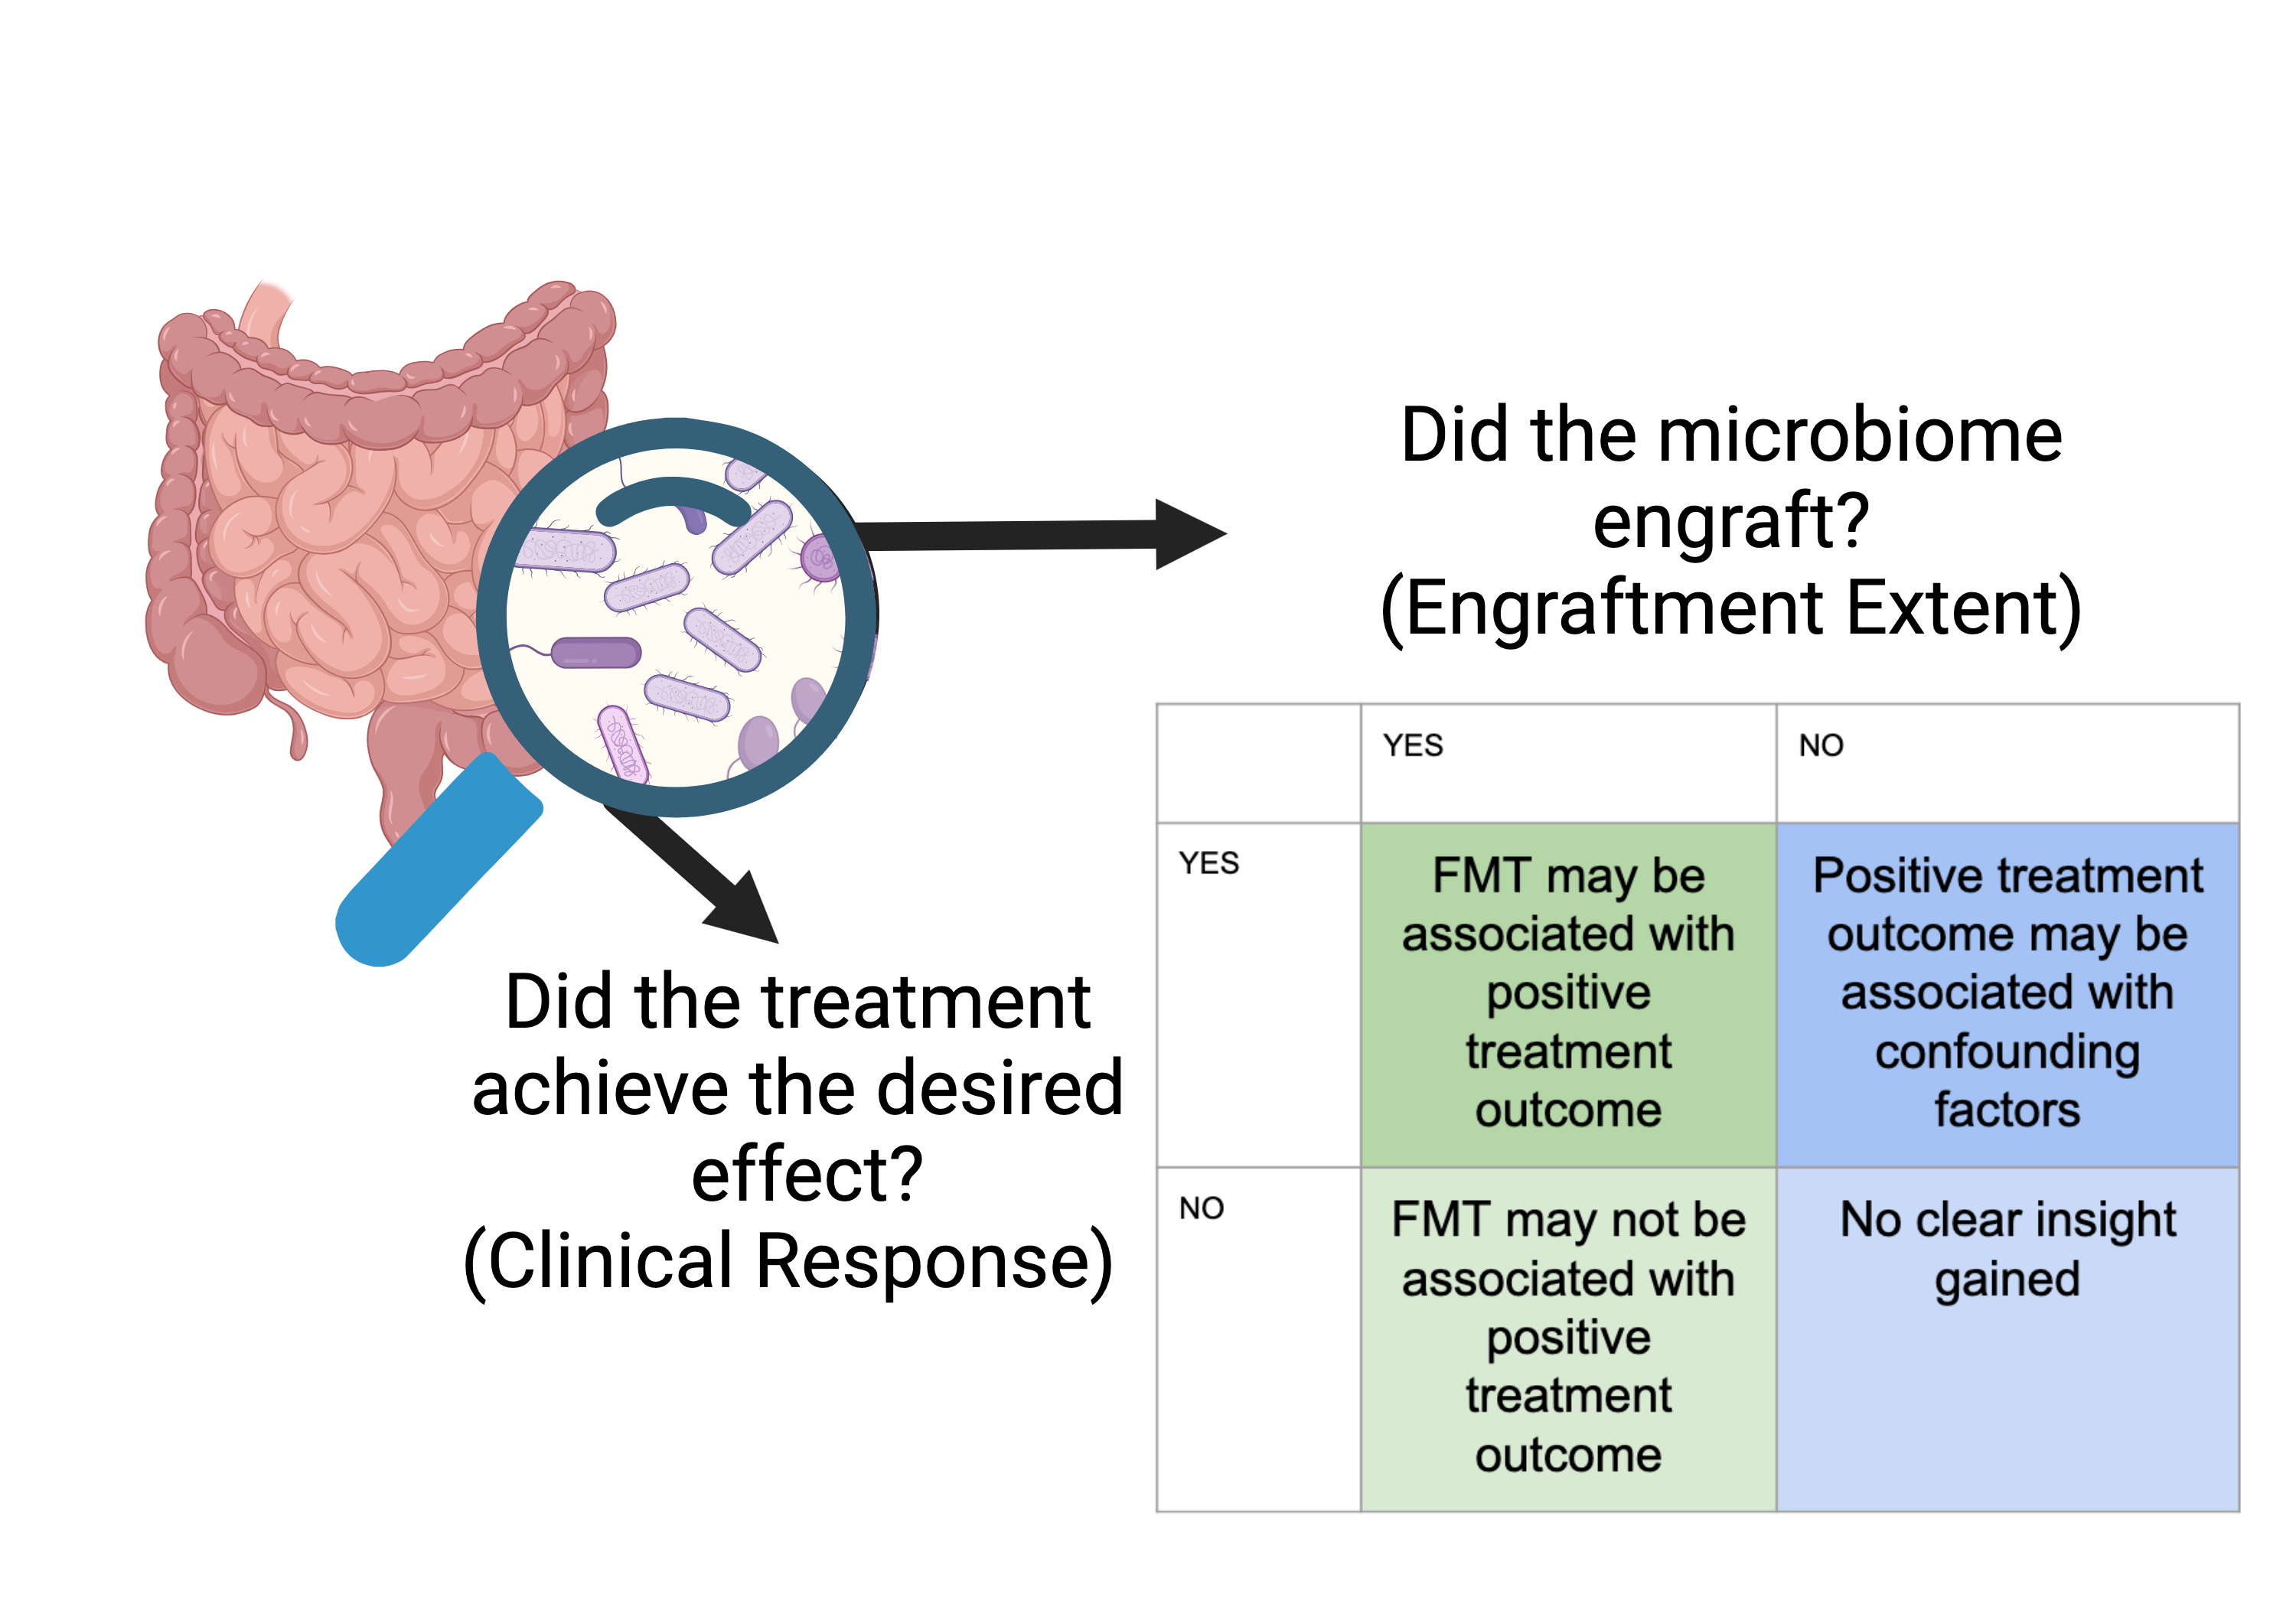 Did the microbiome
engraft?
(Engraftment Extent)
Did the treatment
achieve the desired
effect?
(Clinical Response)
YES
NO
YES
FMT may be
associated with
positive
treatment
outcome
Positive treatment
outcome may be
associated with
confounding
factors
NO
FMT may not be
associated with
positive
treatment
outcome
No clear insight
gained